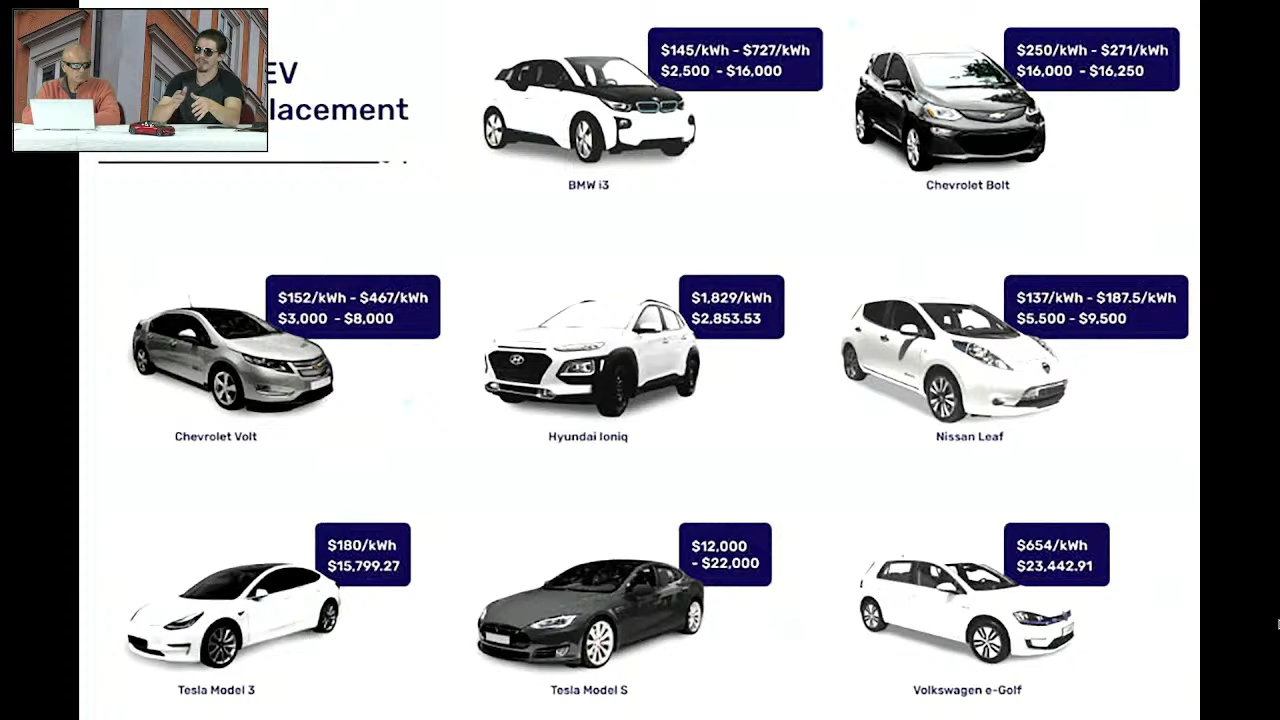 EV
lacement
$145/kWh - $727/kWh
$2,500 - $16,000
BMW i3
$250/kWh - $271/kWh
$16,000 - $16,250
Chevrolet Bolt
$152/kWh - $467/kWh
$3,000 - $8,000
Chevrolet Volt
$1,829/kWh
$2,853.53
Hyundai Ioniq
$137/kWh - $187.5/kWh
$5,500 - $9,500
Nissan Leaf
$180/kWh
$15,799.27
Tesla Model 3
$12,000
- $22,000
Tesla Model S
$654/kWh
$23,442.91
Volkswagen e-Golf